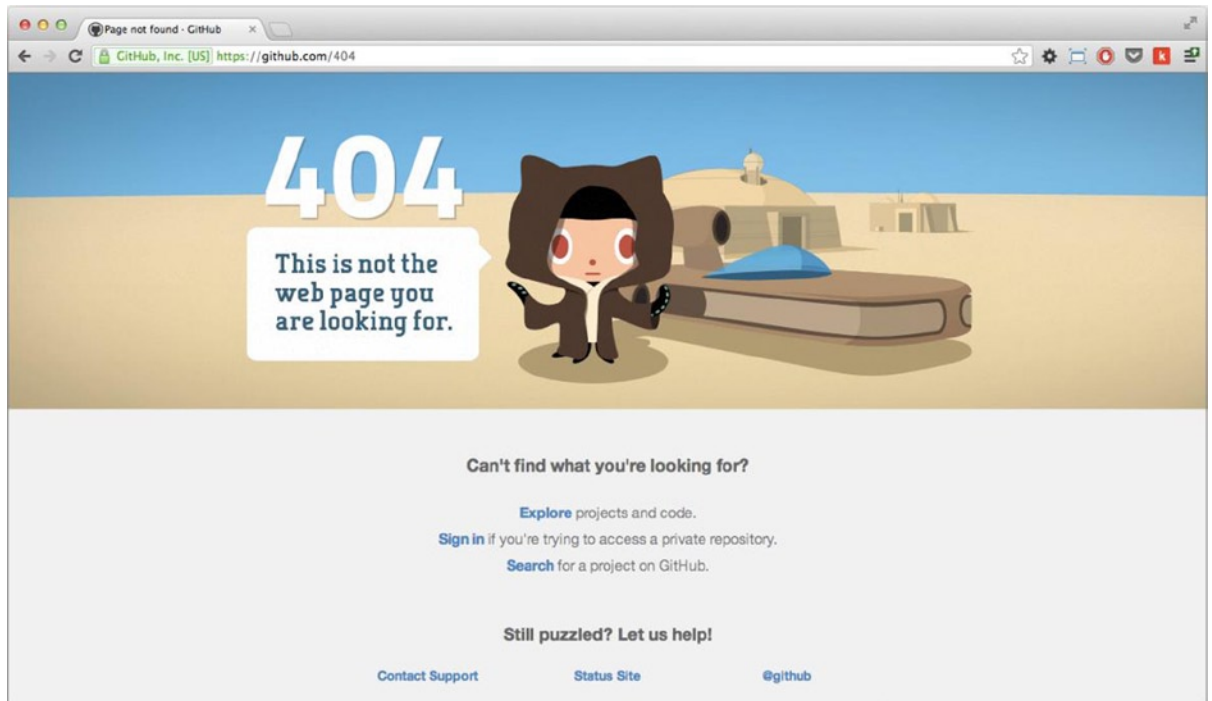 Page not found · GitHub
GitHub, Inc. [US] https://github.com/404
k
404
This is not the
web page you
are looking for.
Can't find what you're looking for?
Explore projects and code.
Sign in if you're trying to access a private repository.
Search for a project on GitHub.
Still puzzled? Let us help!
Contact Support Status Site @github